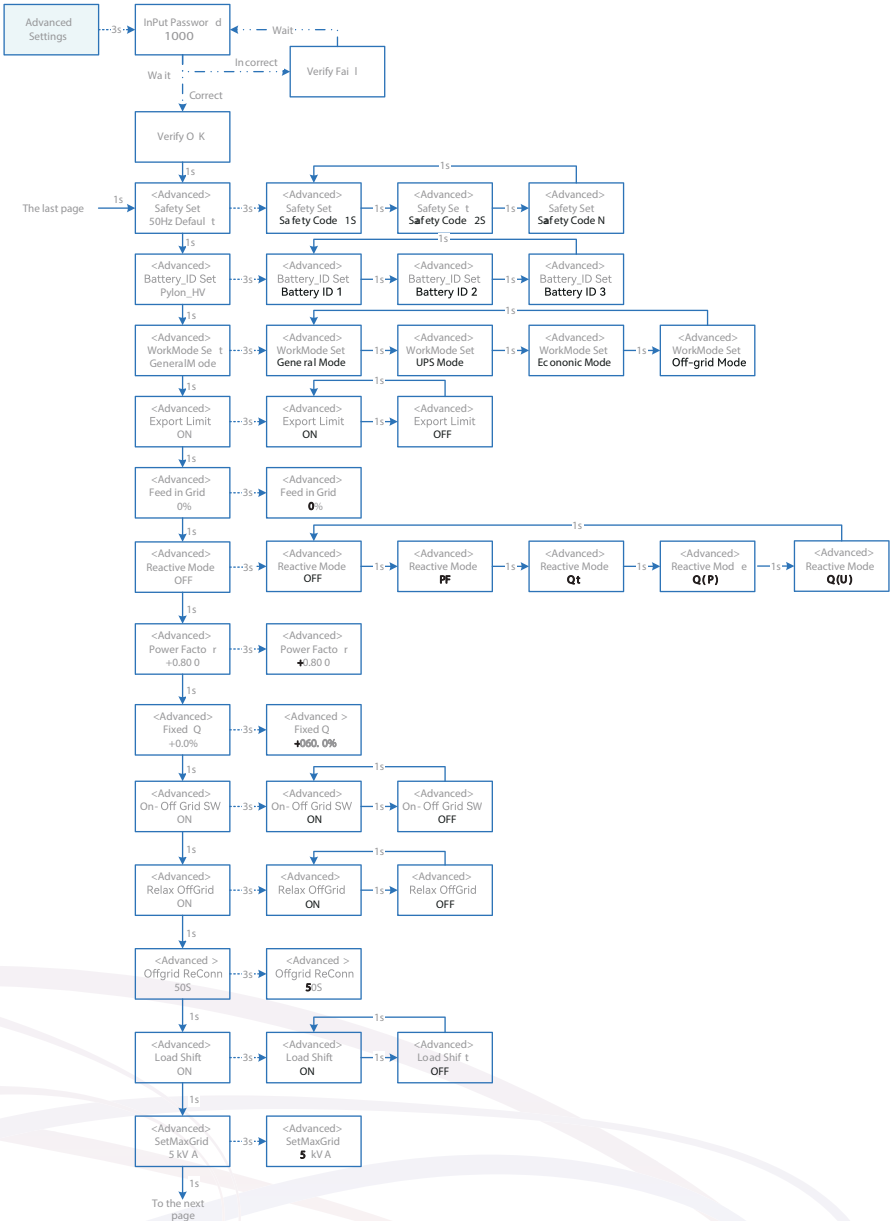 Advanced
Settings
3s
InPut Passwor d
1000
Wait
Incorrect
Verify Fai l
Wa it
Correct
Verify O K
1s
The last page
1s
<Advanced>
Safety Set
50Hz Defaul t
3s
<Advanced>
Safety Set
Safety Code 1S
1s
<Advanced>
Safety Se t
Safety Code 2S
1s
<Advanced>
Safety Set
Safety Code N
1s
1s
<Advanced>
Battery_ID Set
Pylon_HV
3s
<Advanced>
Battery_ID Set
Battery ID 1
1s
<Advanced>
Battery_ID Set
Battery ID 2
1s
<Advanced>
Battery_ID Set
Battery ID 3
1s
1s
<Advanced>
WorkMode Se t
GeneralM ode
3s
<Advanced>
WorkMode Set
General Mode
1s
<Advanced>
WorkMode Set
UPS Mode
1s
<Advanced>
WorkMode Set
Econonic Mode
1s
<Advanced>
WorkMode Set
Off-grid Mode
1s
1s
<Advanced>
Export Limit
ON
3s
<Advanced>
Export Limit
ON
1s
<Advanced>
Export Limit
OFF
1s
1s
<Advanced>
Feed in Grid
0%
3s
<Advanced>
Feed in Grid
0%
1s
<Advanced>
Reactive Mode
OFF
3s
<Advanced>
Reactive Mode
OFF
1s
<Advanced>
Reactive Mode
PF
1s
<Advanced>
Reactive Mode
Qt
1s
<Advanced>
Reactive Mod e
Q(P)
1s
<Advanced>
Reactive Mode
Q(U)
1s
1s
<Advanced>
Power Facto r
+0.80 0
3s
<Advanced>
Power Facto r
+0.80 0
1s
<Advanced>
Fixed Q
+0.0%
3s
<Advanced >
Fixed Q
+060. 0%
1s
<Advanced>
On- Off Grid SW
ON
3s
<Advanced>
On- Off Grid SW
ON
1s
<Advanced>
On- Off Grid SW
OFF
1s
1s
<Advanced>
Relax OffGrid
ON
3s
<Advanced>
Relax OffGrid
ON
1s
<Advanced>
Relax OffGrid
OFF
1s
1s
<Advanced >
Offgrid ReConn
50S
3s
<Advanced >
Offgrid ReConn
50S
1s
<Advanced>
Load Shift
ON
3s
<Advanced>
Load Shift
ON
1s
<Advanced>
Load Shif t
OFF
1s
1s
<Advanced>
SetMaxGrid
5 kV A
3s
<Advanced>
SetMaxGrid
5 kV A
1s
To the next
page